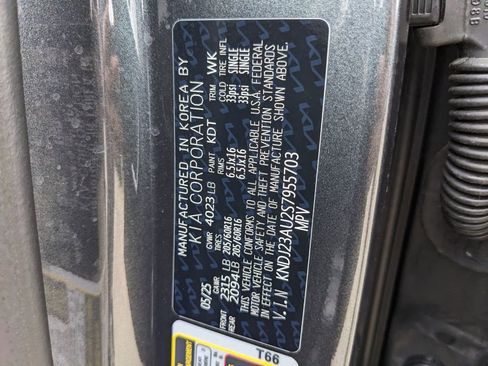 MANUFACTURED IN KOREA BY
KIA CORPORATION
05/25 GVWR 4023 LB PAINT KDT TRIM WK
GAWR TIRES COLD TIRE INFL
FRONT 2315 LB 205/60R16 6.5Jx16 33psi SINGLE
REAR 2094 LB 205/60R16 6.5Jx16 33psi SINGLE
THIS VEHICLE CONFORMS TO ALL APPLICABLE U.S.A. FEDERAL
MOTOR VEHICLE SAFETY AND THEFT PREVENTION STANDARDS
IN EFFECT ON THE DATE OF MANUFACTURE SHOWN ABOVE.
V.I.N. KNDJ23AU2S7955703
MPV
T66